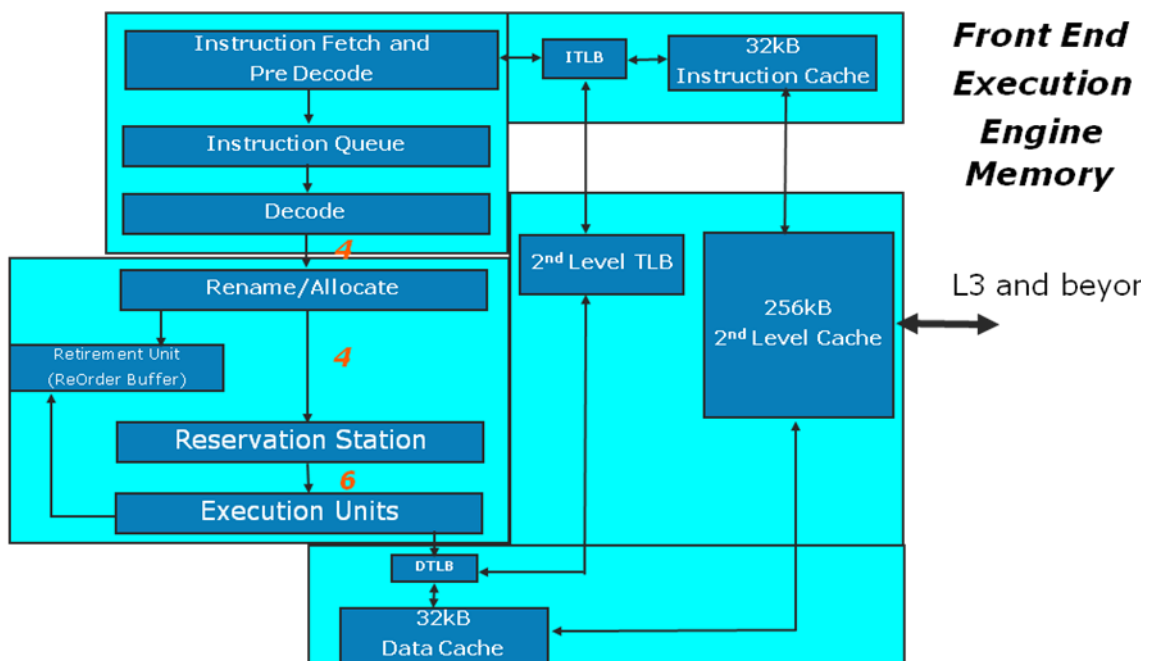 Instruction Fetch and
Pre Decode
ITLB
32kB
Instruction Cache
Front End
Execution
Engine
Memory
Instruction Queue
Decode
4
2nd Level TLB
Rename/Allocate
256kB
2nd Level Cache
L3 and beyor
Retirement Unit
(ReOrder Buffer)
4
Reservation Station
6
Execution Units
DTLB
32kB
Data Cache